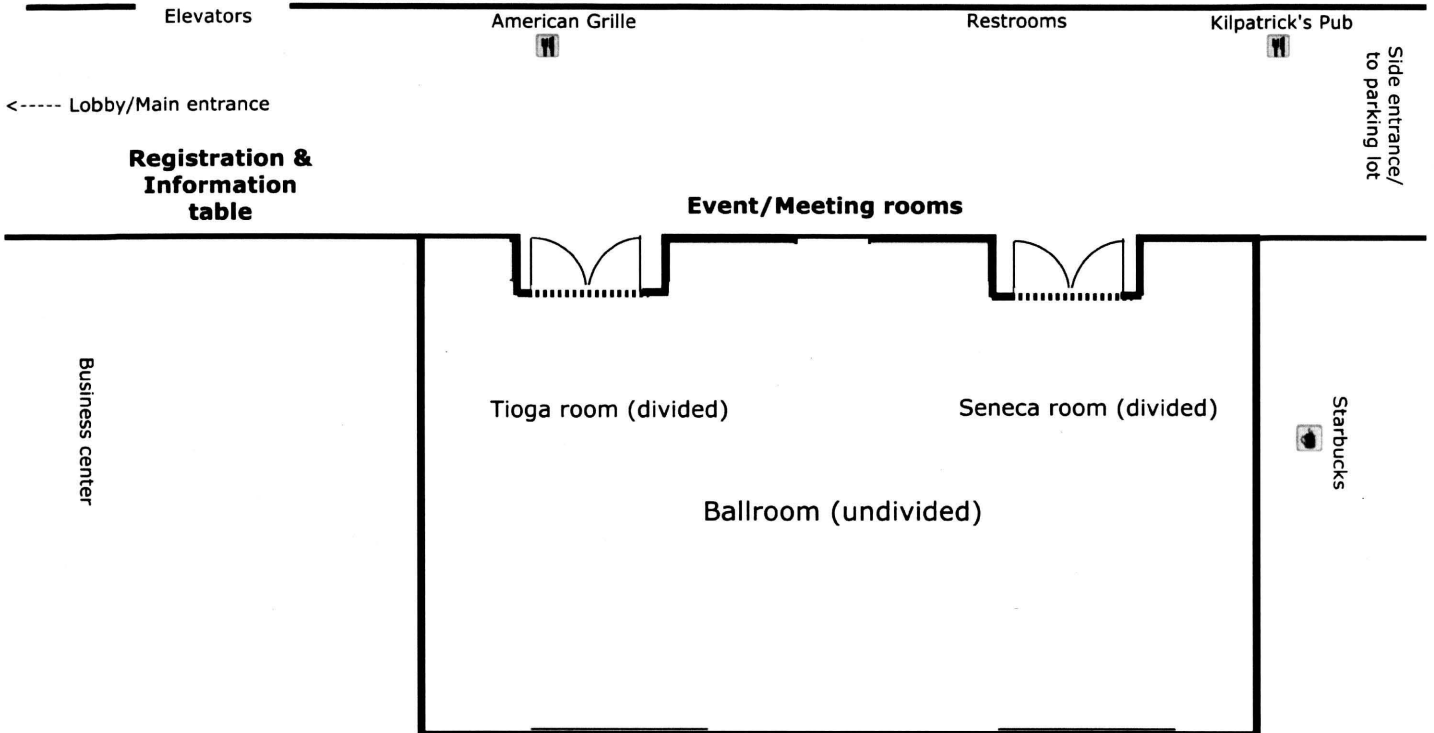 Elevators
American Grille
Restrooms
Kilpatrick's Pub
Side entrance/
to parking lot
<----- Lobby/Main entrance
Registration &
Information
table
Event/Meeting rooms
Business center
Tioga room (divided)
Seneca room (divided)
Starbucks
Ballroom (undivided)